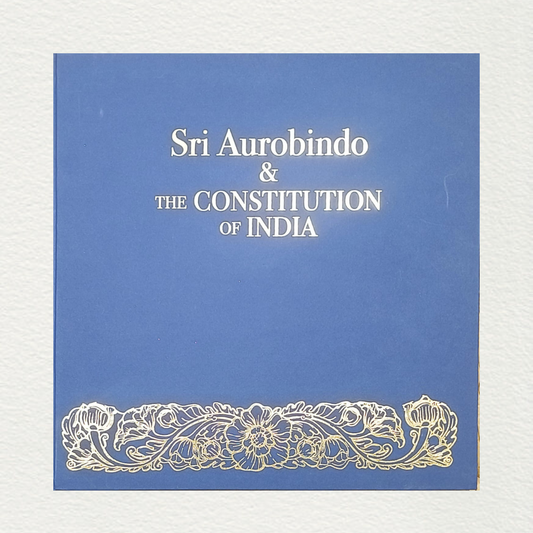 Sri Aurobindo
&
THE CONSTITUTION
OF INDIA